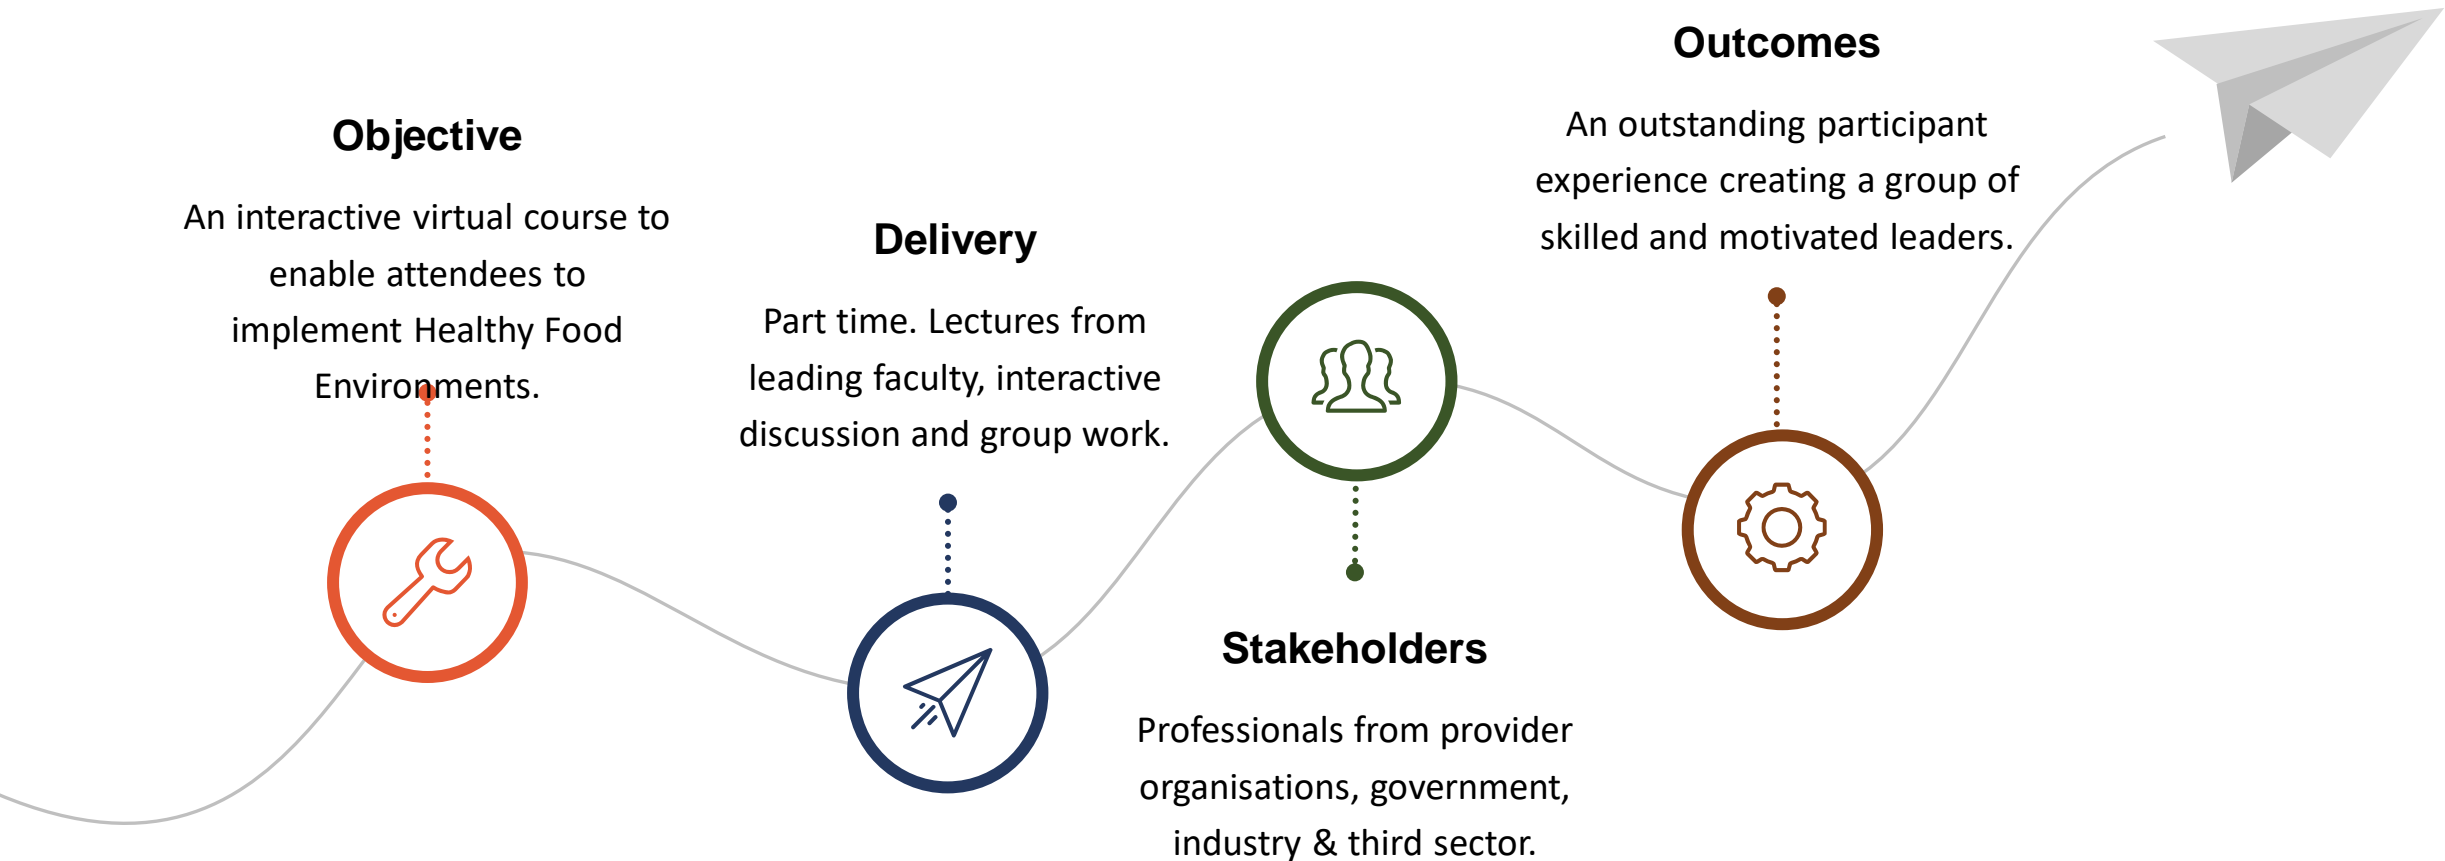 Objective
An interactive virtual course to
enable attendees to
implement Healthy Food
Environments.
Delivery
Part time. Lectures from
leading faculty, interactive
discussion and group work.
Stakeholders
Professionals from provider
organisations, government,
industry & third sector.
Outcomes
An outstanding participant
experience creating a group of
skilled and motivated leaders.